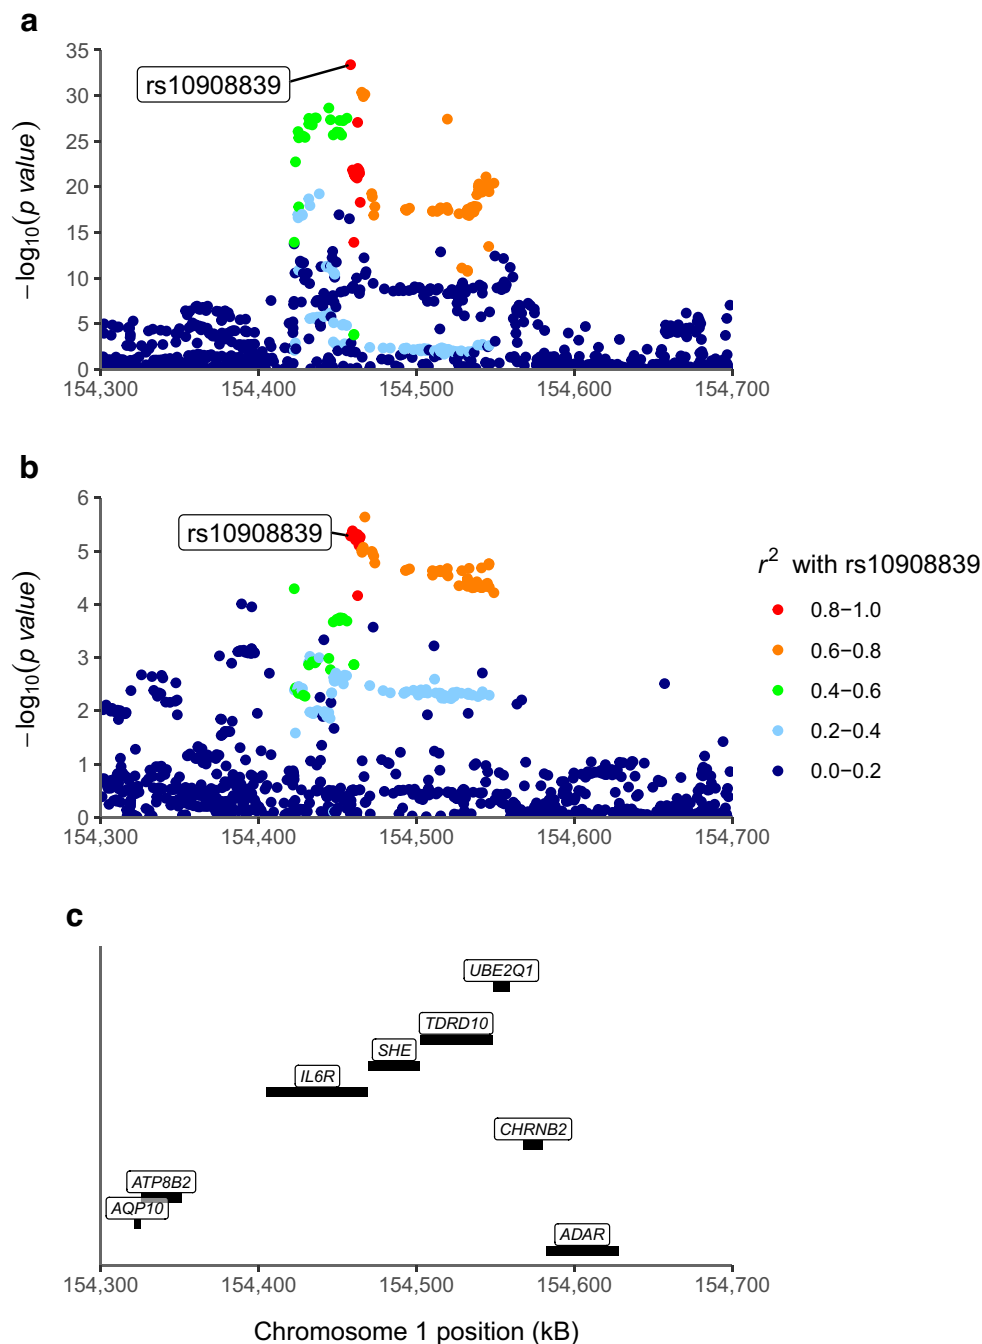 a
35
30
25
20
15
10
5
0
−log10(p value)
rs10908839
154,300 154,400 154,500 154,600 154,700
b
6
5
4
3
2
1
0
−log10(p value)
rs10908839
154,300 154,400 154,500 154,600 154,700
r2 with rs10908839
0.8−1.0
0.6−0.8
0.4−0.6
0.2−0.4
0.0−0.2
c
UBE2Q1
TDRD10
SHE
IL6R
CHRNB2
ATP8B2
AQP10
ADAR
154,300 154,400 154,500 154,600 154,700
Chromosome 1 position (kB)